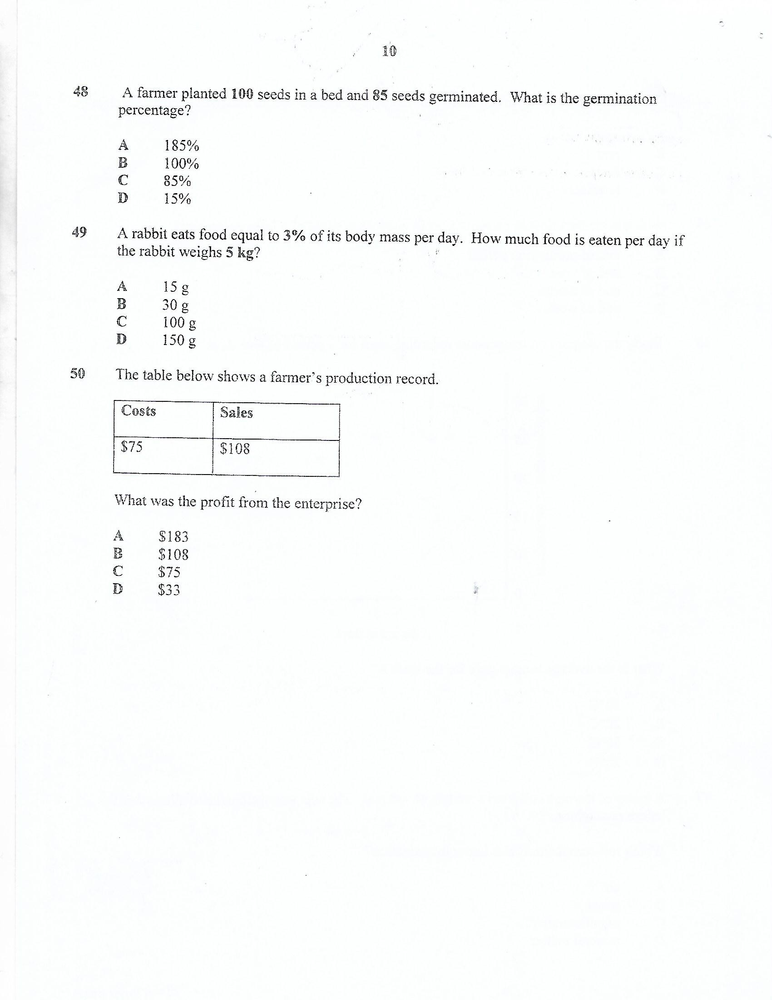 10
48 A farmer planted 100 seeds in a bed and 85 seeds germinated. What is the germination
percentage?
A 185%
B 100%
C 85%
D 15%
49 A rabbit eats food equal to 3% of its body mass per day. How much food is eaten per day if
the rabbit weighs 5 kg?
A 15 g
B 30 g
C 100 g
D 150 g
50 The table below shows a farmer's production record.
Costs Sales
$75 $108
What was the profit from the enterprise?
A $183
B $108
C $75
D $33